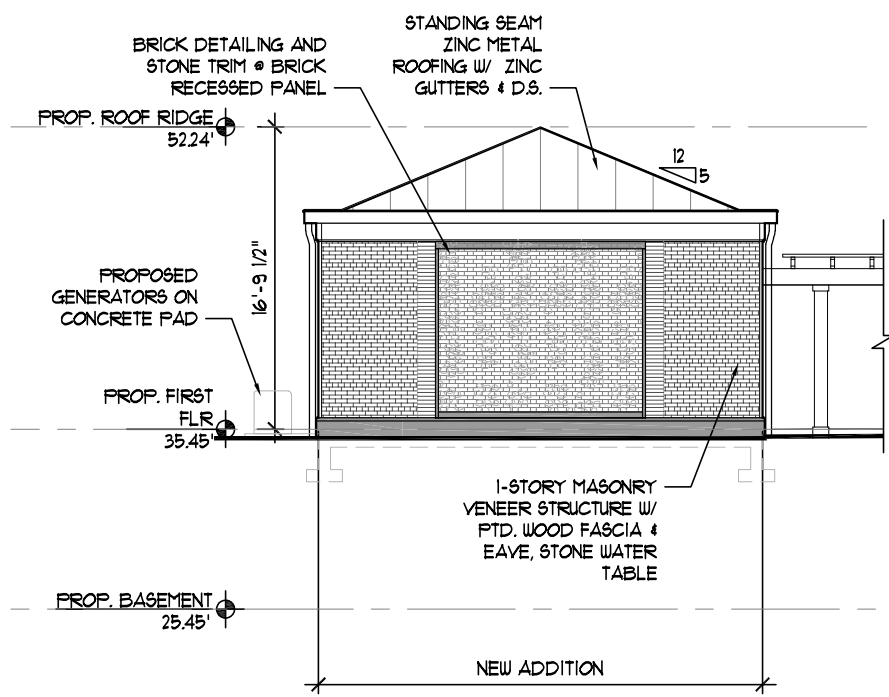 STANDING SEAM
ZINC METAL
ROOFING W/ ZINC
GUTTERS & D.S.
BRICK DETAILING AND
STONE TRIM @ BRICK
RECESSED PANEL
PROP. ROOF RIDGE
52.24'
12
5
16'-9 1/2"
PROPOSED
GENERATORS ON
CONCRETE PAD
PROP. FIRST
FLR
35.45'
1-STORY MASONRY
VENEER STRUCTURE W/
PTD. WOOD FASCIA &
EAVE, STONE WATER
TABLE
PROP. BASEMENT
25.45'
NEW ADDITION